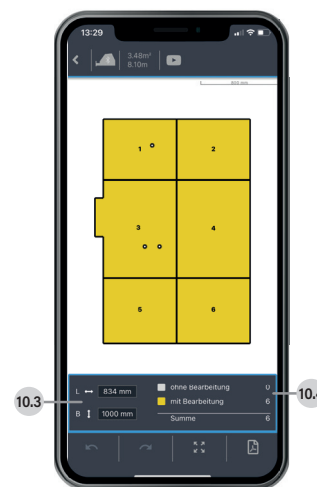 13:29
3.48m²
8.10m
800 mm
1
2
3
4
5
6
L 834 mm
B 1000 mm
ohne Bearbeitung 0
mit Bearbeitung 6
Summe 6
10.3
10.4